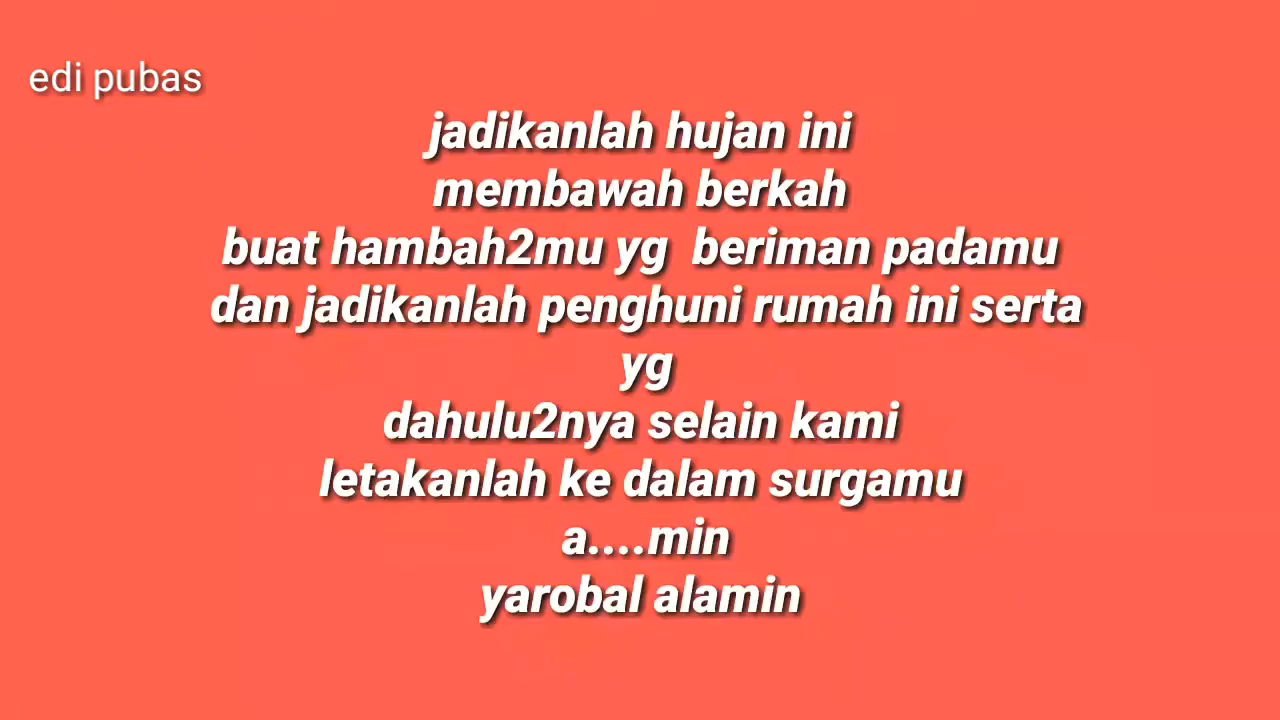 edi pubas
jadikanlah hujan ini
membawah berkah
buat hambah2mu yg  beriman padamu
dan jadikanlah penghuni rumah ini serta
yg
dahulu2nya selain kami
letakanlah ke dalam surgamu
a....min
yarobal alamin